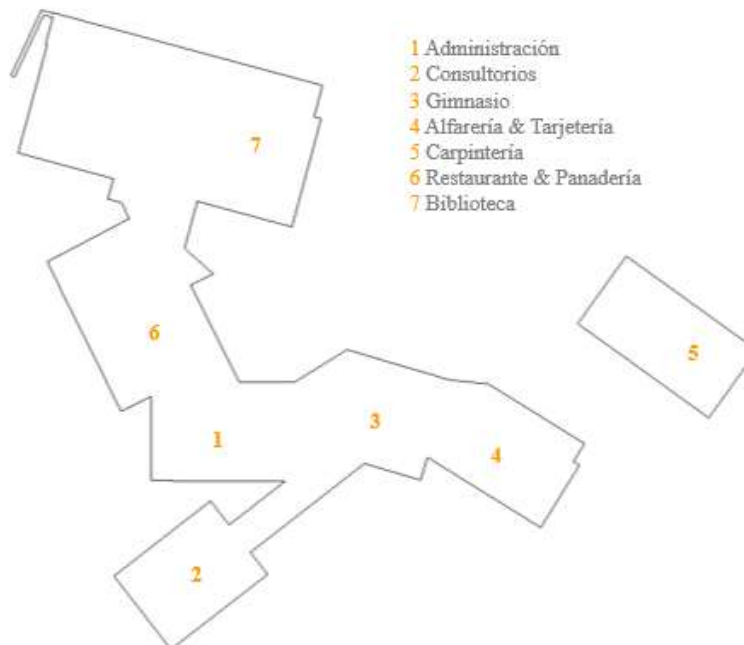 1 Administración
2 Consultorios
3 Gimnasio
4 Alfarería & Tarjetería
5 Carpintería
6 Restaurante & Panadería
7 Biblioteca
7
6
5
3
1
4
2